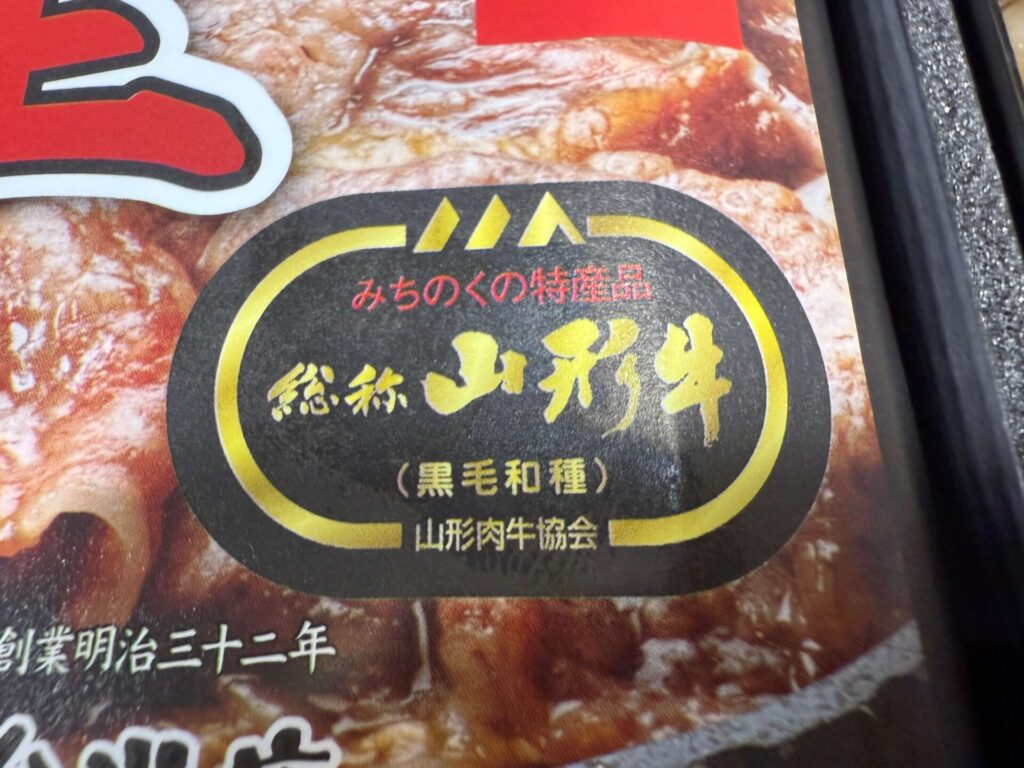 みちのくの特産品
総称 山形牛
(黒毛和種)
山形肉牛協会
創業明治三十二年